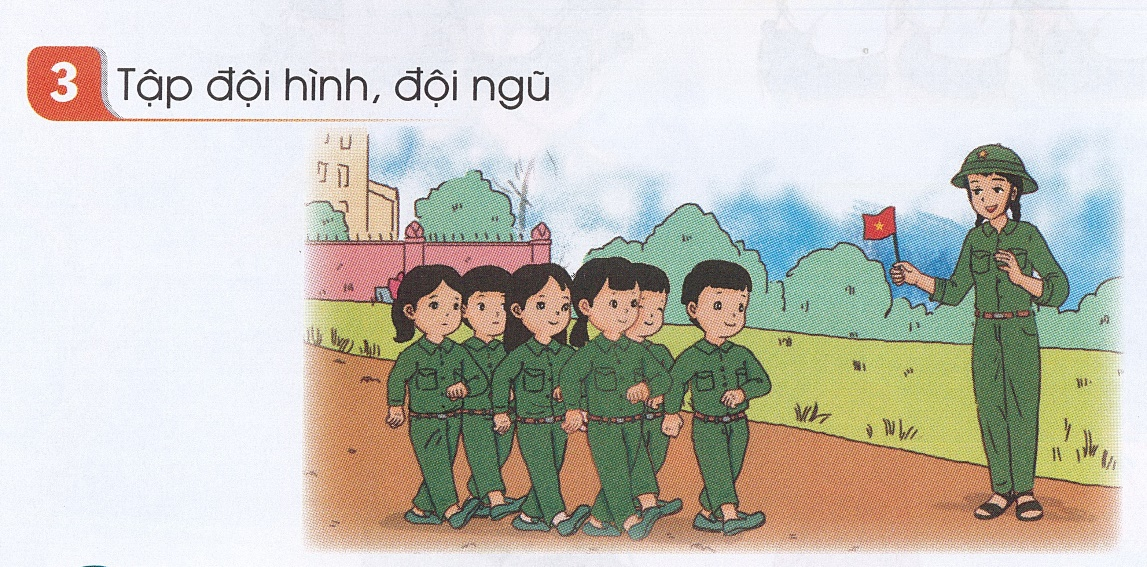 3 Tập đội hình, đội ngũ